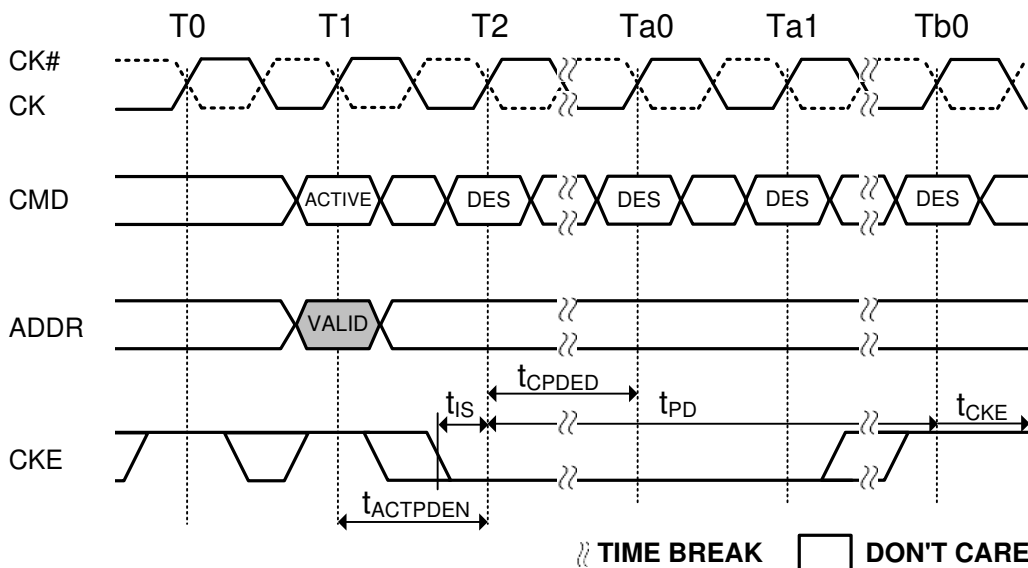 T0 T1 T2 Ta0 Ta1 Tb0
CK#
CK
CMD ACTIVE DES DES DES DES
ADDR VALID
tCPDED
tIS tPD tCKE
CKE
tACTPDEN
TIME BREAK DON'T CARE